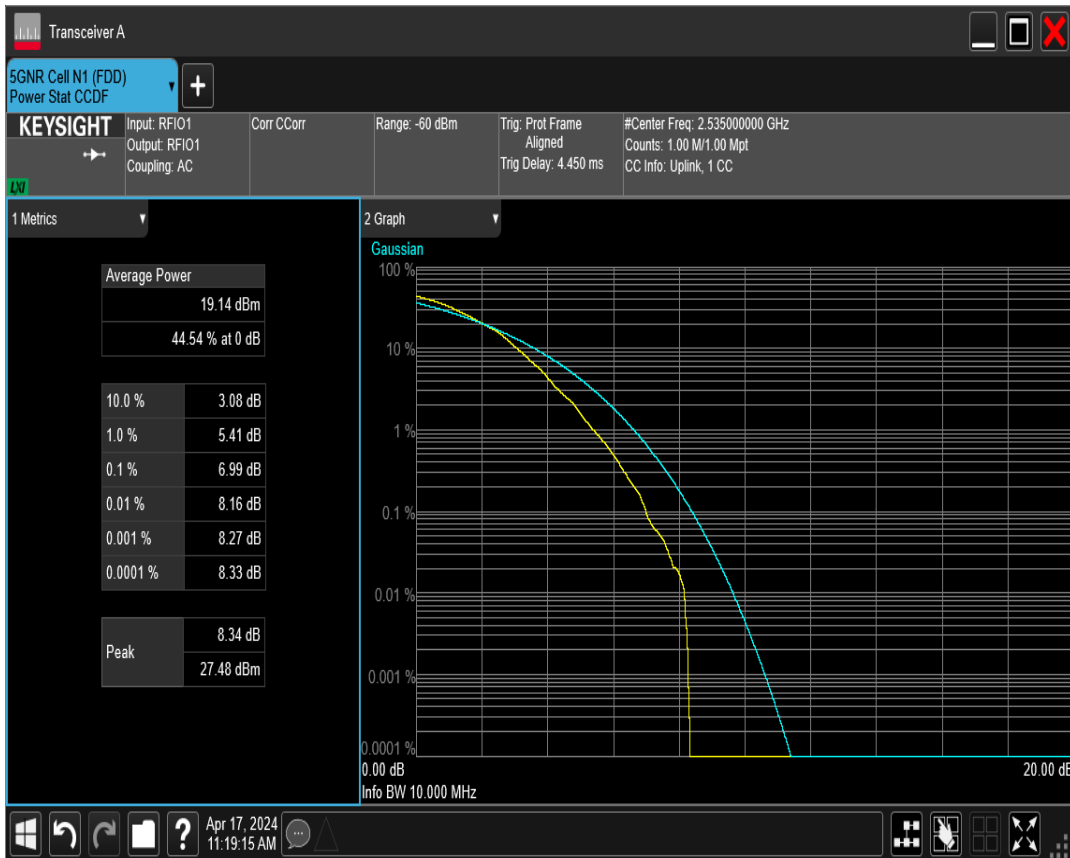 Transceiver A
5GNR Cell N1 (FDD)
Power Stat CCDF
+
KEYSIGHT
LXI
Input: RFIO1
Output: RFIO1
Coupling: AC
Corr CCorr
Range: -60 dBm
Trig: Prot Frame
Aligned
Trig Delay: 4.450 ms
#Center Freq: 2.535000000 GHz
Counts: 1.00 M/1.00 Mpt
CC Info: Uplink, 1 CC
1 Metrics
Average Power
19.14 dBm
44.54 % at 0 dB
10.0 % 3.08 dB
1.0 % 5.41 dB
0.1 % 6.99 dB
0.01 % 8.16 dB
0.001 % 8.27 dB
0.0001 % 8.33 dB
Peak
8.34 dB
27.48 dBm
2 Graph
Gaussian
100 %
10 %
1 %
0.1 %
0.01 %
0.001 %
0.0001 %
0.00 dB 20.00 dB
Info BW 10.000 MHz
?
Apr 17, 2024
11:19:15 AM